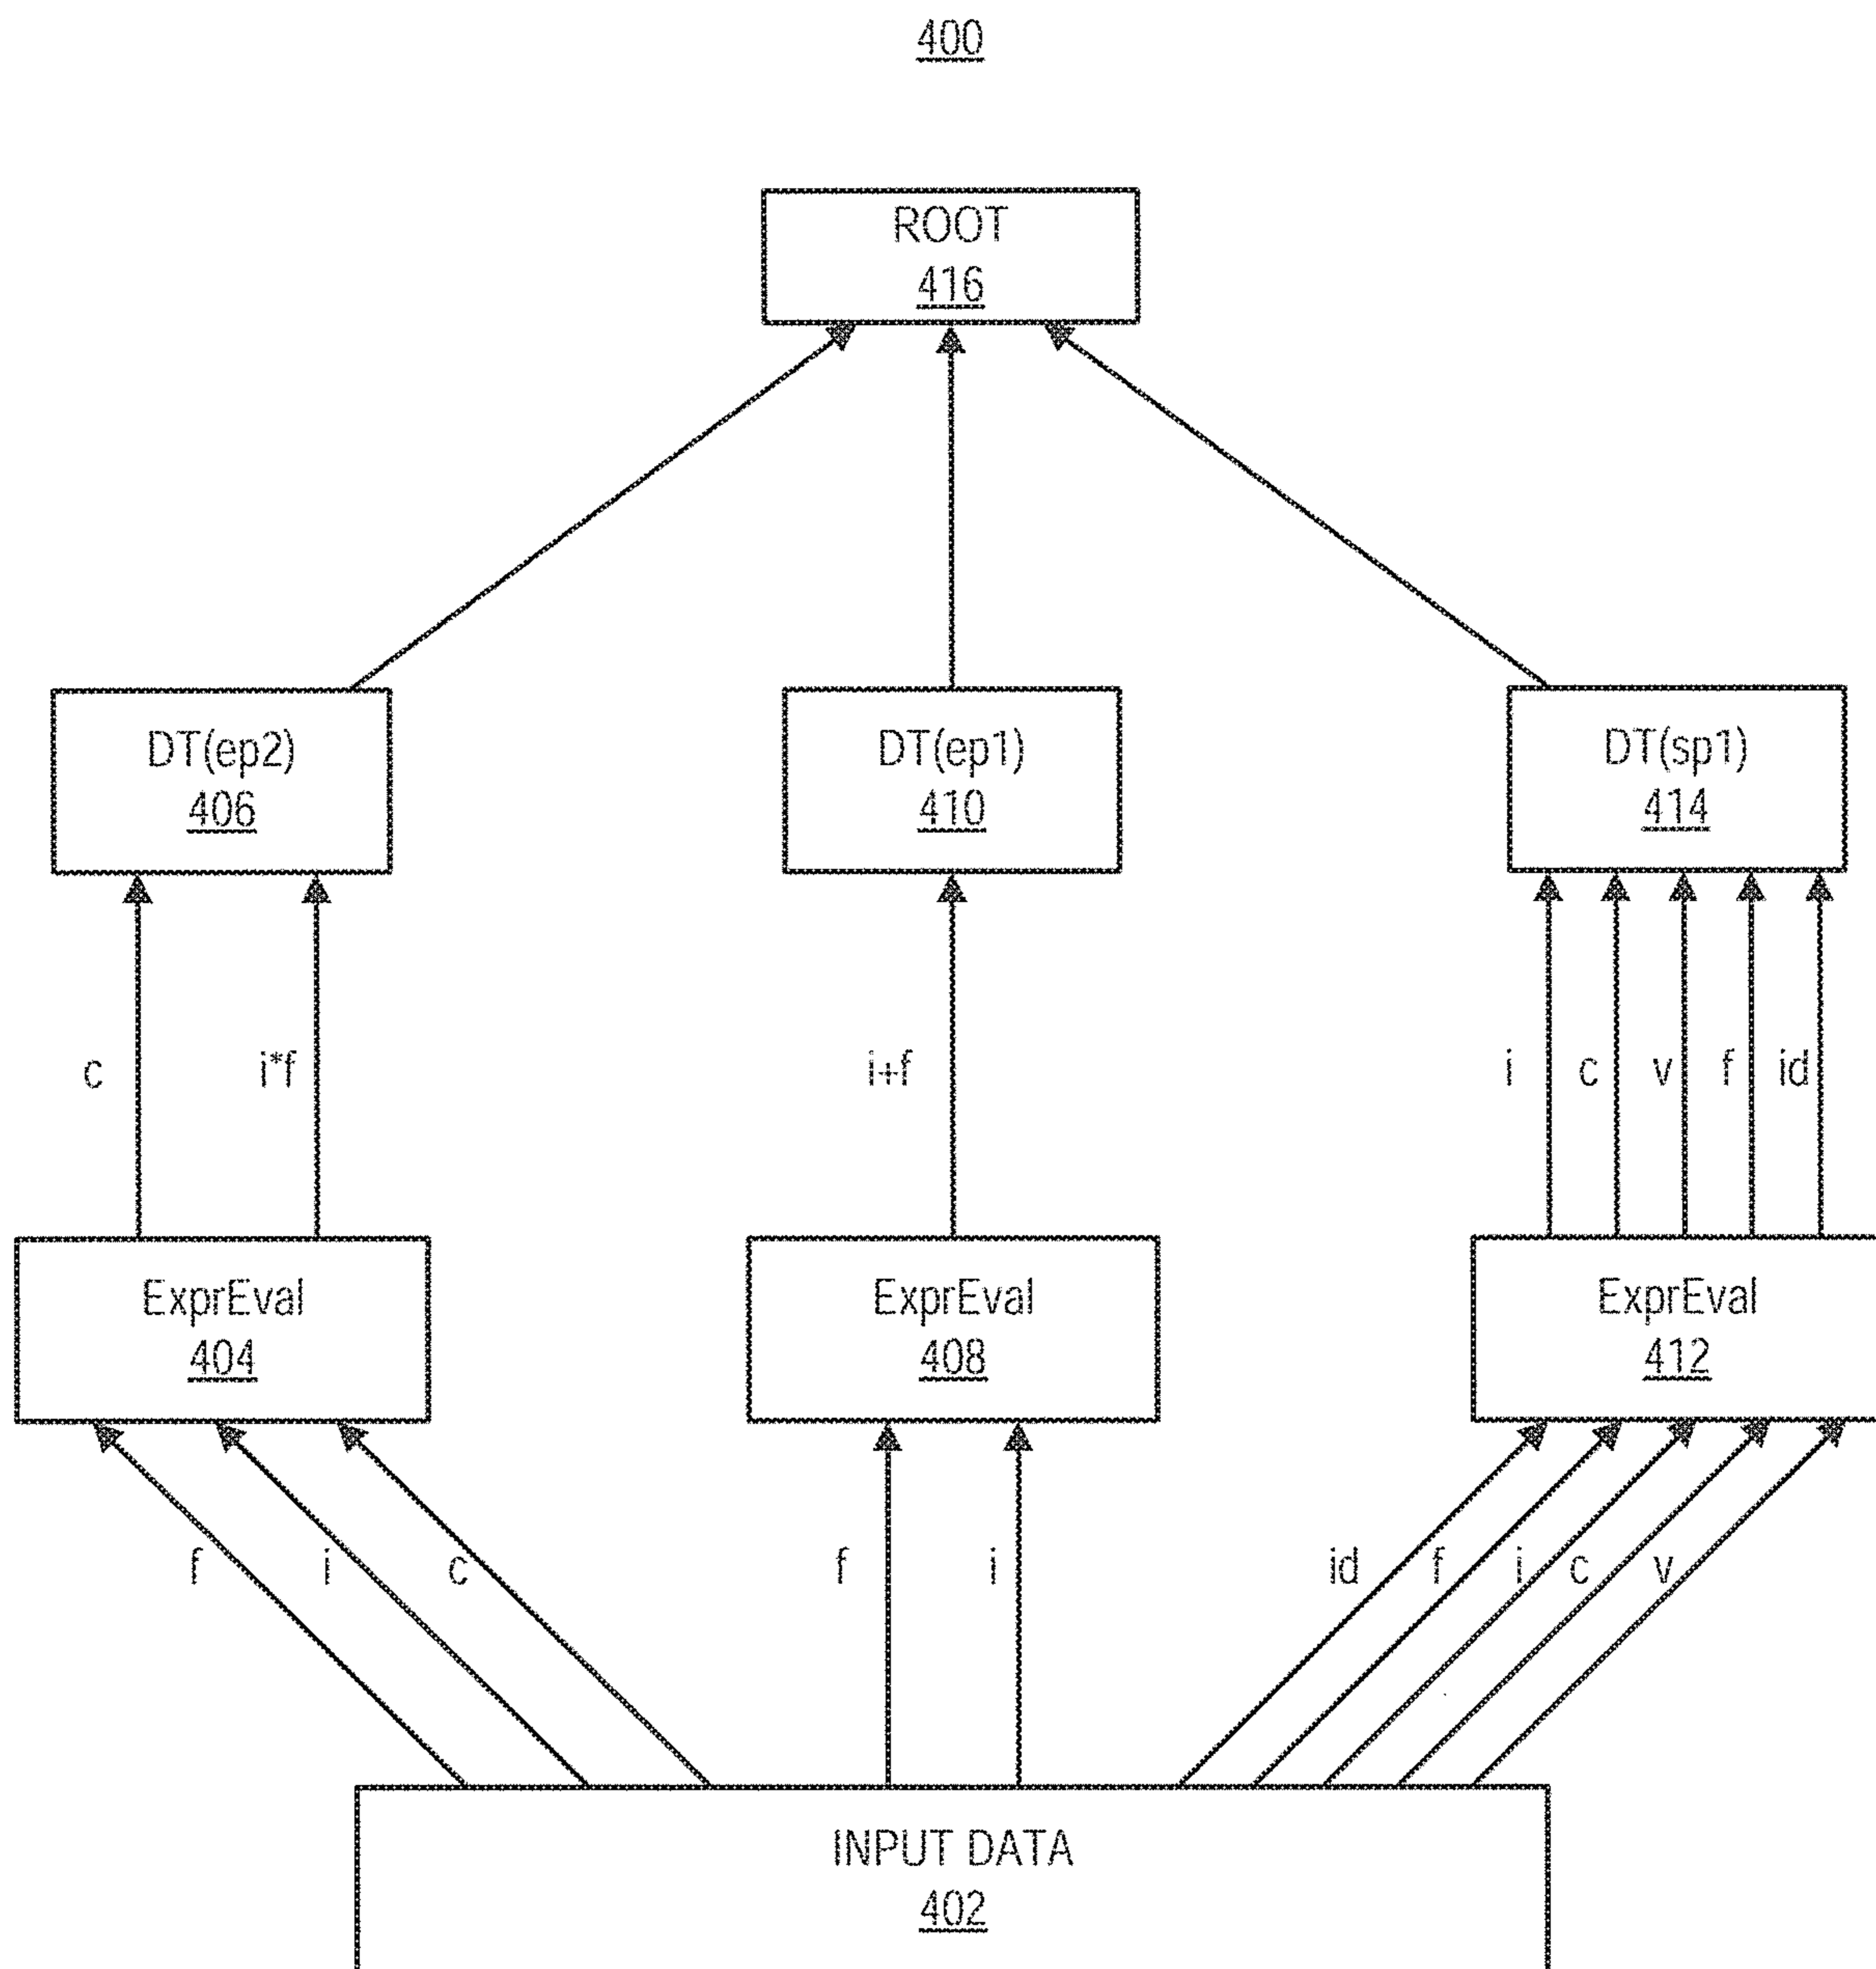 400
ROOT
416
DT(ep2)
406
DT(ep1)
410
DT(sp1)
414
c
i*f
i+f
i
c
v
f
id
ExprEval
404
ExprEval
408
ExprEval
412
f
i
c
f
i
id
f
i
c
v
INPUT DATA
402